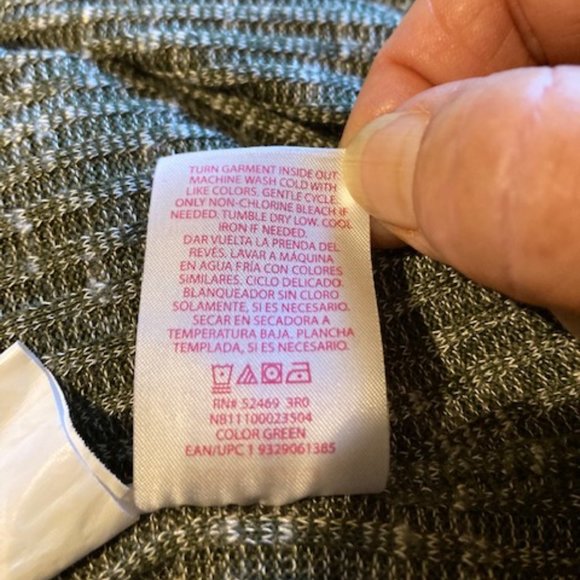 TURN GARMENT INSIDE OUT.
MACHINE WASH COLD WITH
LIKE COLORS. GENTLE CYCLE.
ONLY NON-CHLORINE BLEACH IF
NEEDED. TUMBLE DRY LOW. COOL
IRON IF NEEDED.
DAR VUELTA LA PRENDA DEL
REVÉS. LAVAR A MÁQUINA
EN AGUA FRÍA CON COLORES
SIMILARES. CICLO DELICADO.
BLANQUEADOR SIN CLORO
SOLAMENTE, SI ES NECESARIO.
SECAR EN SECADORA A
TEMPERATURA BAJA. PLANCHA
TEMPLADA, SI ES NECESARIO.
RN# 52469 3R0
NB11100023504
COLOR GREEN
EAN/UPC 1 9329061385